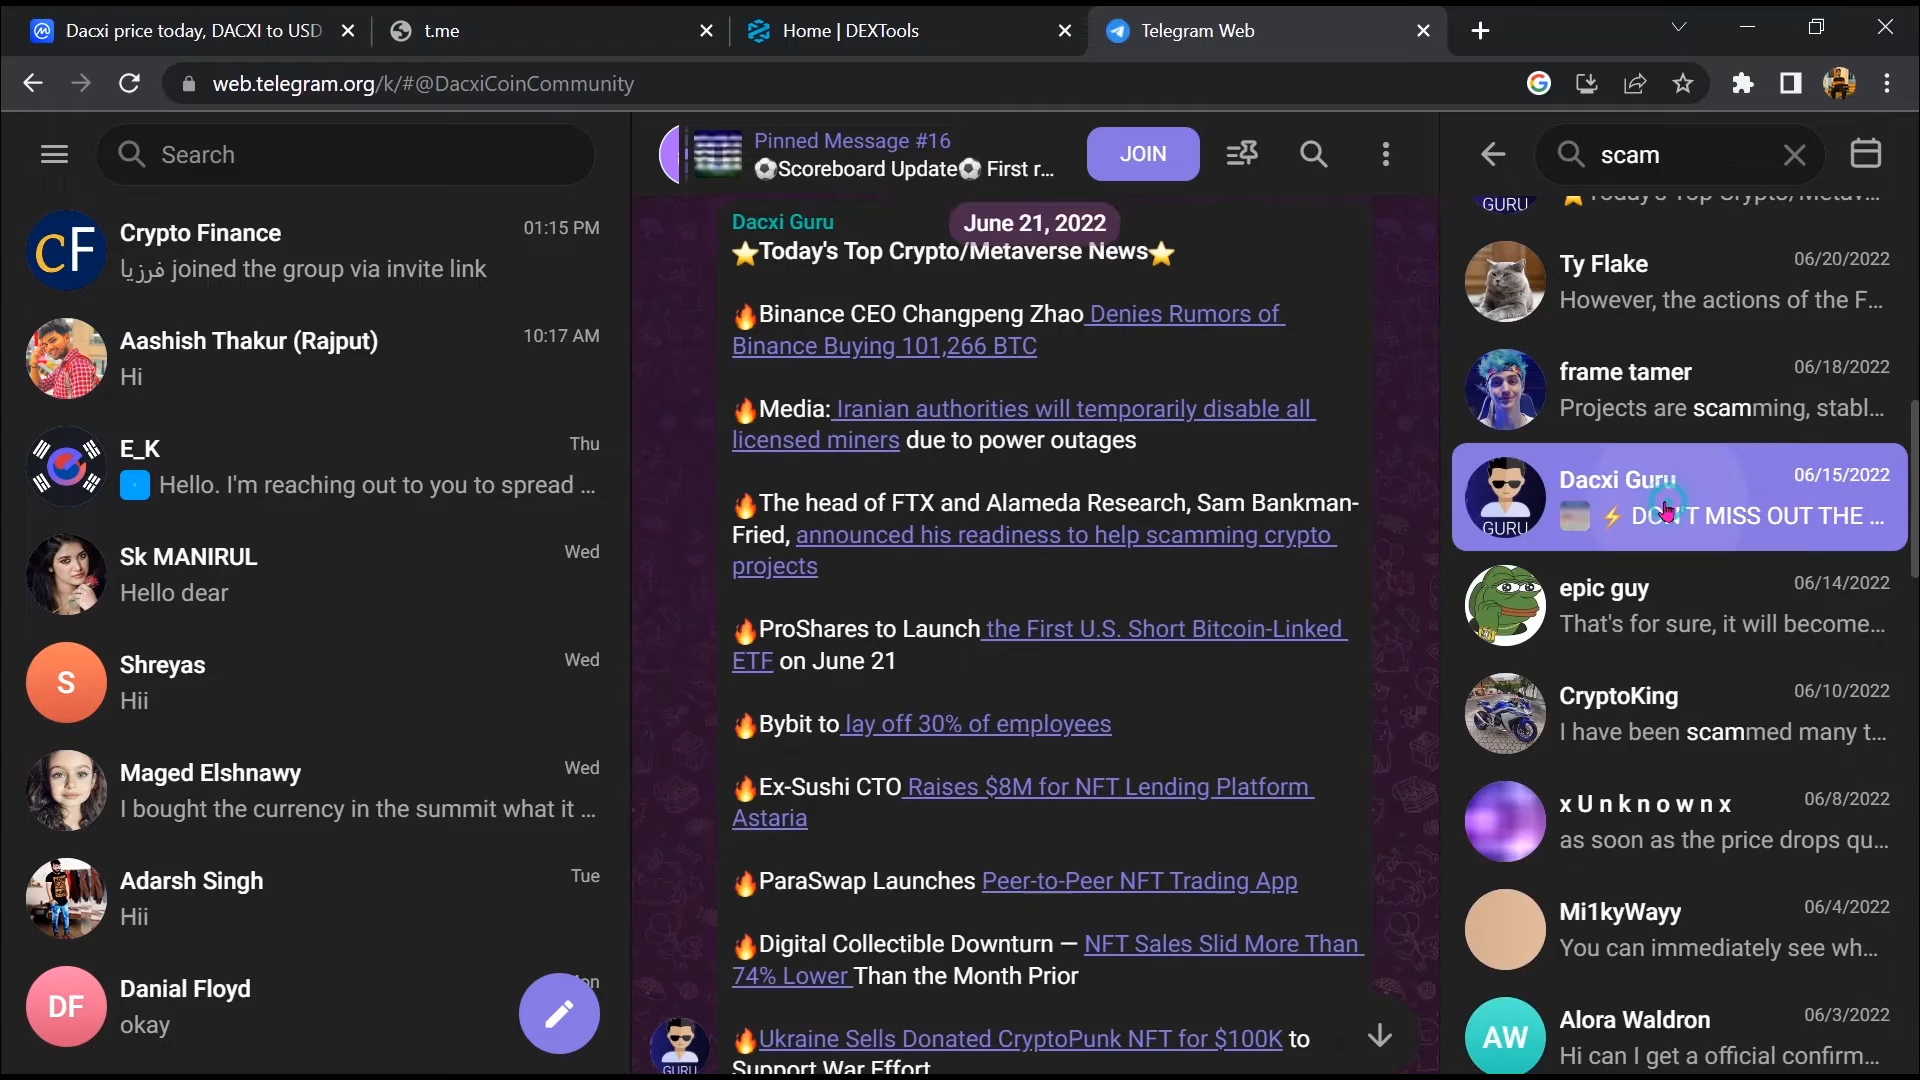 Dacxi price today, DACXI to USD
t.me
Home | DEXTools
Telegram Web
web.telegram.org/k/#@DacxiCoinCommunity
Search
Crypto Finance
01:15 PM
فرزيا joined the group via invite link
Aashish Thakur (Rajput)
10:17 AM
Hi
E_K
Thu
Hello. I'm reaching out to you to spread ...
Sk MANIRUL
Wed
Hello dear
S
Shreyas
Wed
Hii
Maged Elshnawy
Wed
I bought the currency in the summit what it ...
Adarsh Singh
Tue
Hii
DF
Danial Floyd
okay
Pinned Message #16
⚽Scoreboard Update⚽ First r...
JOIN
Dacxi Guru
June 21, 2022
⭐Today's Top Crypto/Metaverse News⭐
🔥Binance CEO Changpeng Zhao Denies Rumors of
Binance Buying 101,266 BTC
🔥Media: Iranian authorities will temporarily disable all
licensed miners due to power outages
🔥The head of FTX and Alameda Research, Sam Bankman-
Fried, announced his readiness to help scamming crypto
projects
🔥ProShares to Launch the First U.S. Short Bitcoin-Linked
ETF on June 21
🔥Bybit to lay off 30% of employees
🔥Ex-Sushi CTO Raises $8M for NFT Lending Platform
Astaria
🔥ParaSwap Launches Peer-to-Peer NFT Trading App
🔥Digital Collectible Downturn — NFT Sales Slid More Than
74% Lower Than the Month Prior
🔥Ukraine Sells Donated CryptoPunk NFT for $100K to
Support War Effort
GURU
scam
GURU
⭐Today's Top Crypto/Metav...
Ty Flake
06/20/2022
However, the actions of the F...
frame tamer
06/18/2022
Projects are scamming, stabl...
Dacxi Guru
06/15/2022
GURU
⚡ DON'T MISS OUT THE ...
epic guy
06/14/2022
That's for sure, it will become...
CryptoKing
06/10/2022
I have been scammed many t...
x U n k n o w n x
06/8/2022
as soon as the price drops qu...
Mi1kyWayy
06/4/2022
You can immediately see wh...
AW
Alora Waldron
06/3/2022
Hi can I get a official confirm...